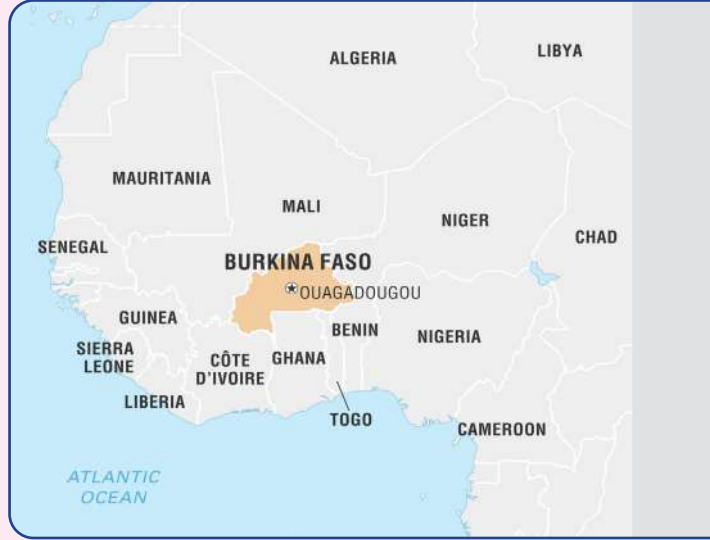 ALGERIA
LIBYA
MAURITANIA
MALI
NIGER
CHAD
SENEGAL
BURKINA FASO
OUAGADOUGOU
GUINEA
BENIN
NIGERIA
SIERRA
LEONE
CÔTE
D'IVOIRE
GHANA
LIBERIA
TOGO
CAMEROON
ATLANTIC
OCEAN